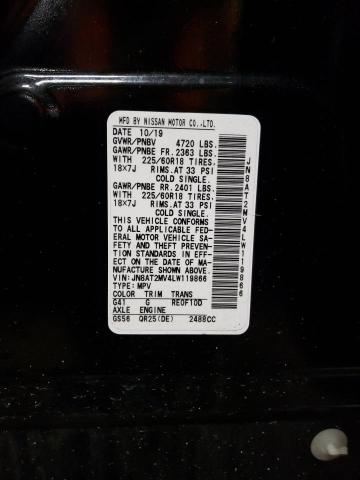 MFD BY NISSAN MOTOR CO.,LTD.
DATE 10/19
GVWR/PNBV 4720 LBS.
GAWR/PNBE FR. 2363 LBS.
WITH 225/60R18 TIRES.
18X7J RIMS.AT 33 PSI
COLD SINGLE.
GAWR/PNBE RR. 2401 LBS.
WITH 225/60R18 TIRES.
18X7J RIMS.AT 33 PSI
COLD SINGLE.
THIS VEHICLE CONFORMS
TO ALL APPLICABLE FED-
ERAL MOTOR VEHICLE SA-
FETY AND THEFT PREVEN-
TION STANDARDS IN EFFE-
CT ON THE DATE OF MA-
NUFACTURE SHOWN ABOVE.
VIN: JN8AT2MV4LW119866
TYPE: MPV
COLOR TRIM TRANS
G41 G RE0F10D
AXLE ENGINE
GS56 QR25(DE) 2488CC
JN8AT2MV4LW119866